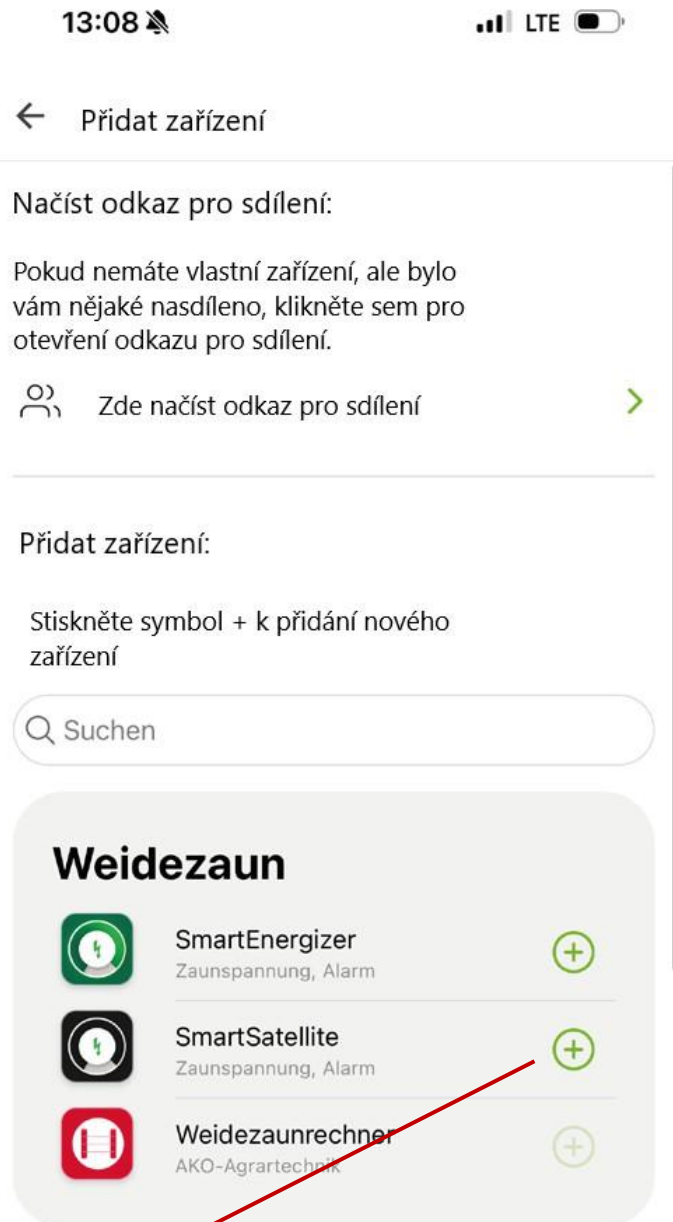 13:08 LTE
Přidat zařízení
Načíst odkaz pro sdílení:
Pokud nemáte vlastní zařízení, ale bylo
vám nějaké nasdíleno, klikněte sem pro
otevření odkazu pro sdílení.
Zde načíst odkaz pro sdílení
Přidat zařízení:
Stiskněte symbol + k přidání nového
zařízení
Suchen
Weidezaun
SmartEnergizer
Zaunspannung, Alarm
SmartSatellite
Zaunspannung, Alarm
Weidezaunrechner
AKO-Agrartechnik